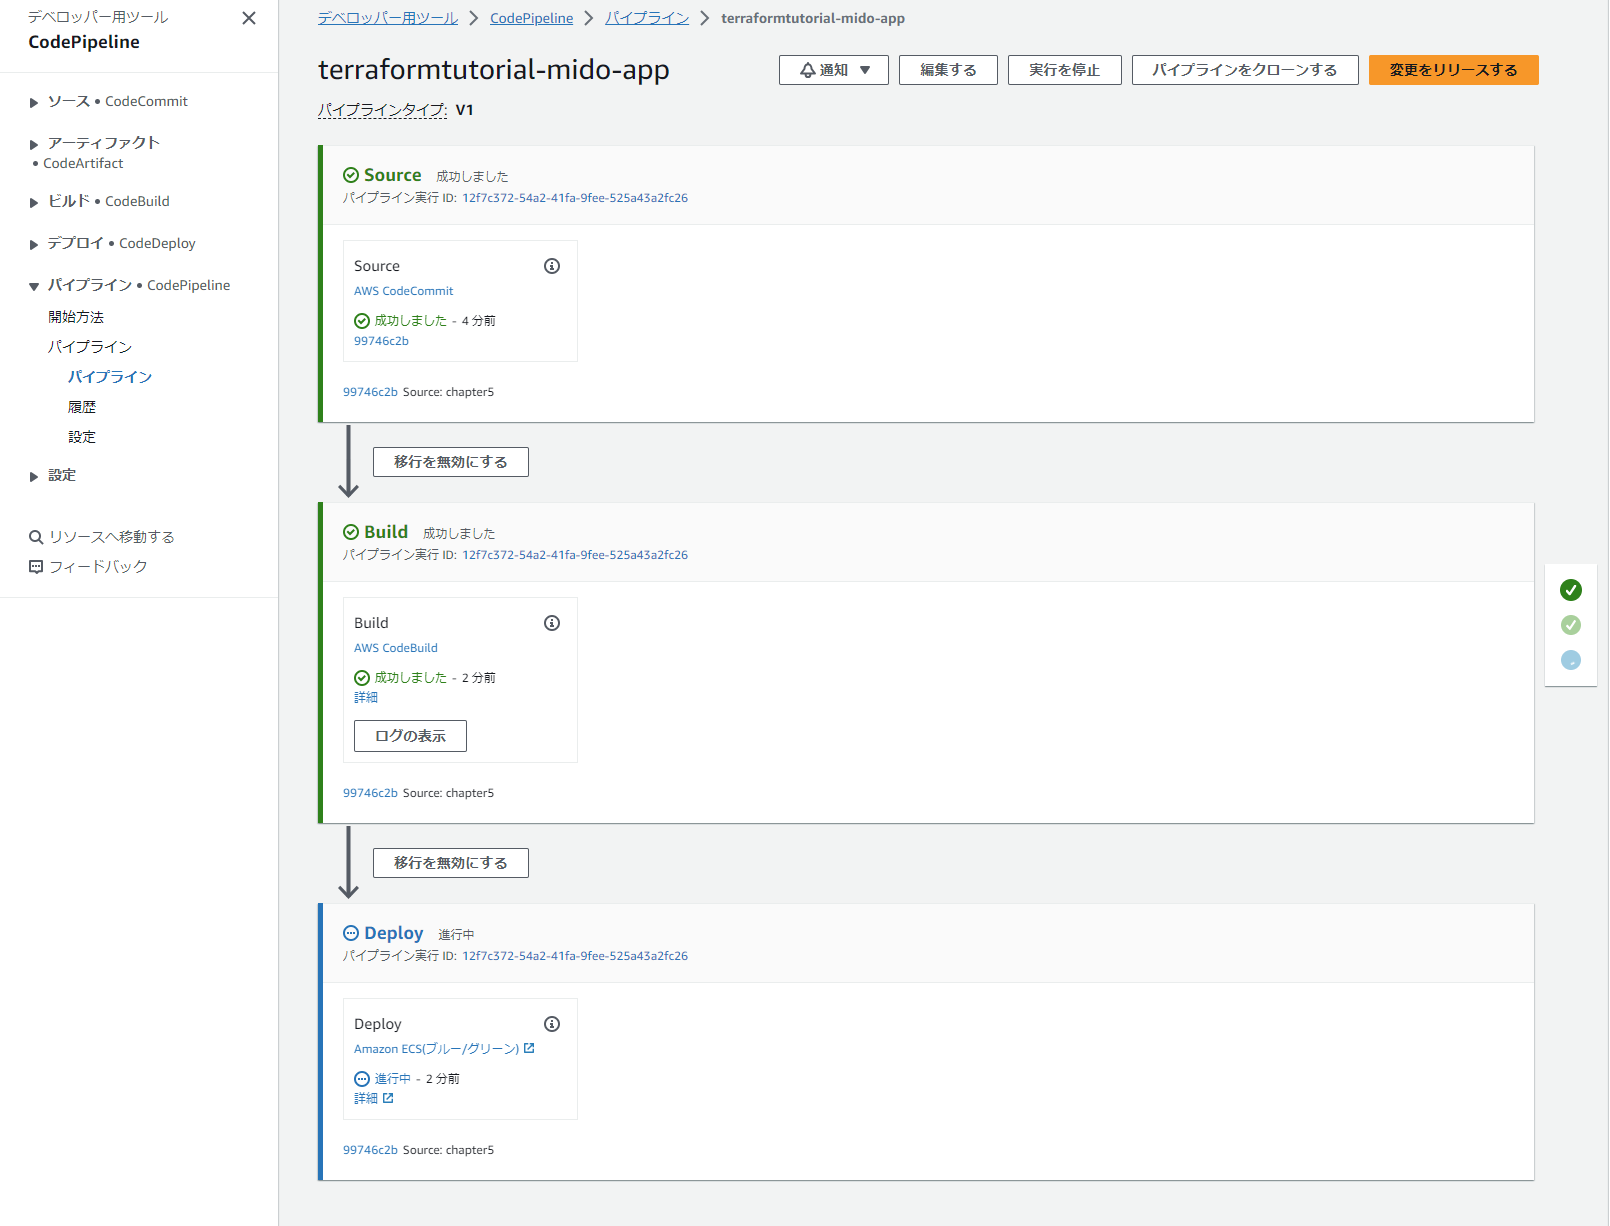 デベロッパー用ツール
CodePipeline
ソース • CodeCommit
アーティファクト
• CodeArtifact
ビルド • CodeBuild
デプロイ • CodeDeploy
パイプライン • CodePipeline
開始方法
パイプライン
パイプライン
履歴
設定
設定
リソースへ移動する
フィードバック
デベロッパー用ツール CodePipeline パイプライン terraformtutorial-mido-app
terraformtutorial-mido-app
通知 編集する 実行を停止 パイプラインをクローンする 変更をリリースする
パイプラインタイプ: V1
Source 成功しました
パイプライン実行 ID: 12f7c372-54a2-41fa-9fee-525a43a2fc26
Source
AWS CodeCommit
成功しました - 4 分前
99746c2b
99746c2b Source: chapter5
移行を無効にする
Build 成功しました
パイプライン実行 ID: 12f7c372-54a2-41fa-9fee-525a43a2fc26
Build
AWS CodeBuild
成功しました - 2 分前
詳細
ログの表示
99746c2b Source: chapter5
移行を無効にする
Deploy 進行中
パイプライン実行 ID: 12f7c372-54a2-41fa-9fee-525a43a2fc26
Deploy
Amazon ECS(ブルー/グリーン)
進行中 - 2 分前
詳細
99746c2b Source: chapter5